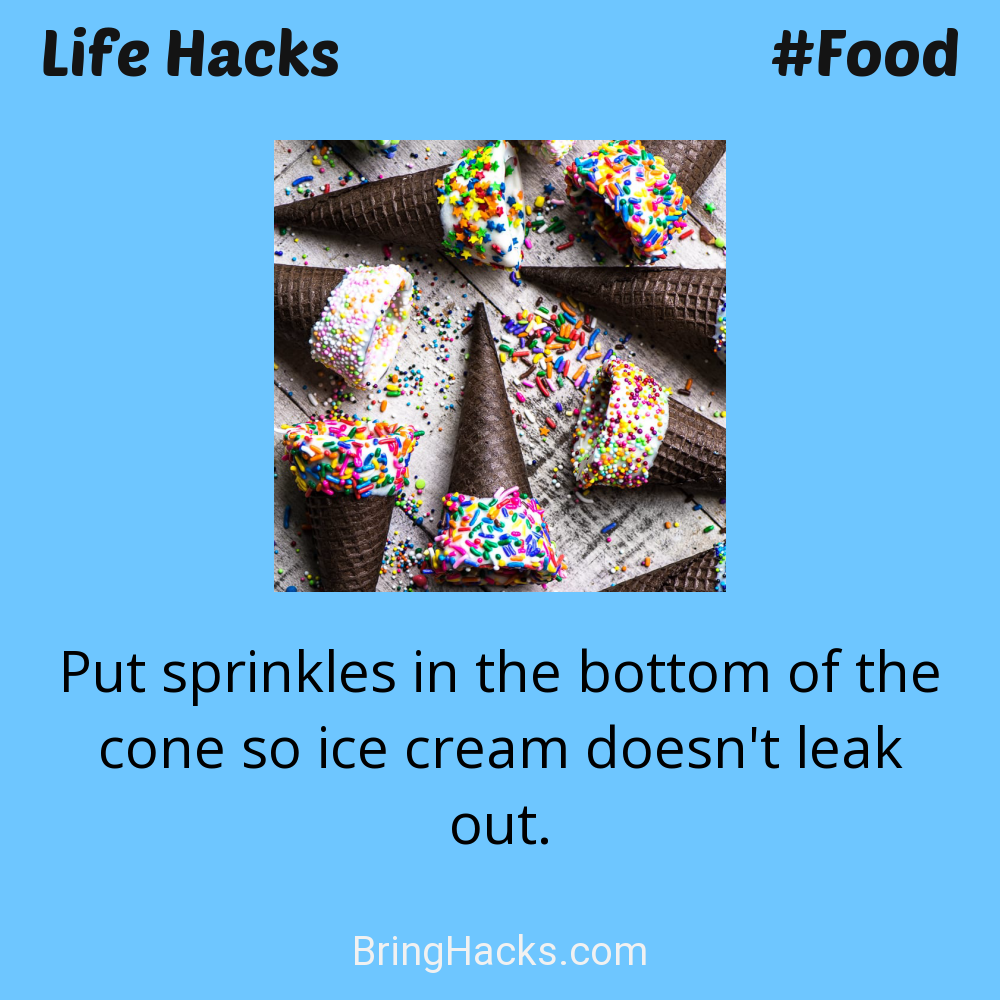 Life Hacks #Food
Put sprinkles in the bottom of the
cone so ice cream doesn't leak
out.
BringHacks.com